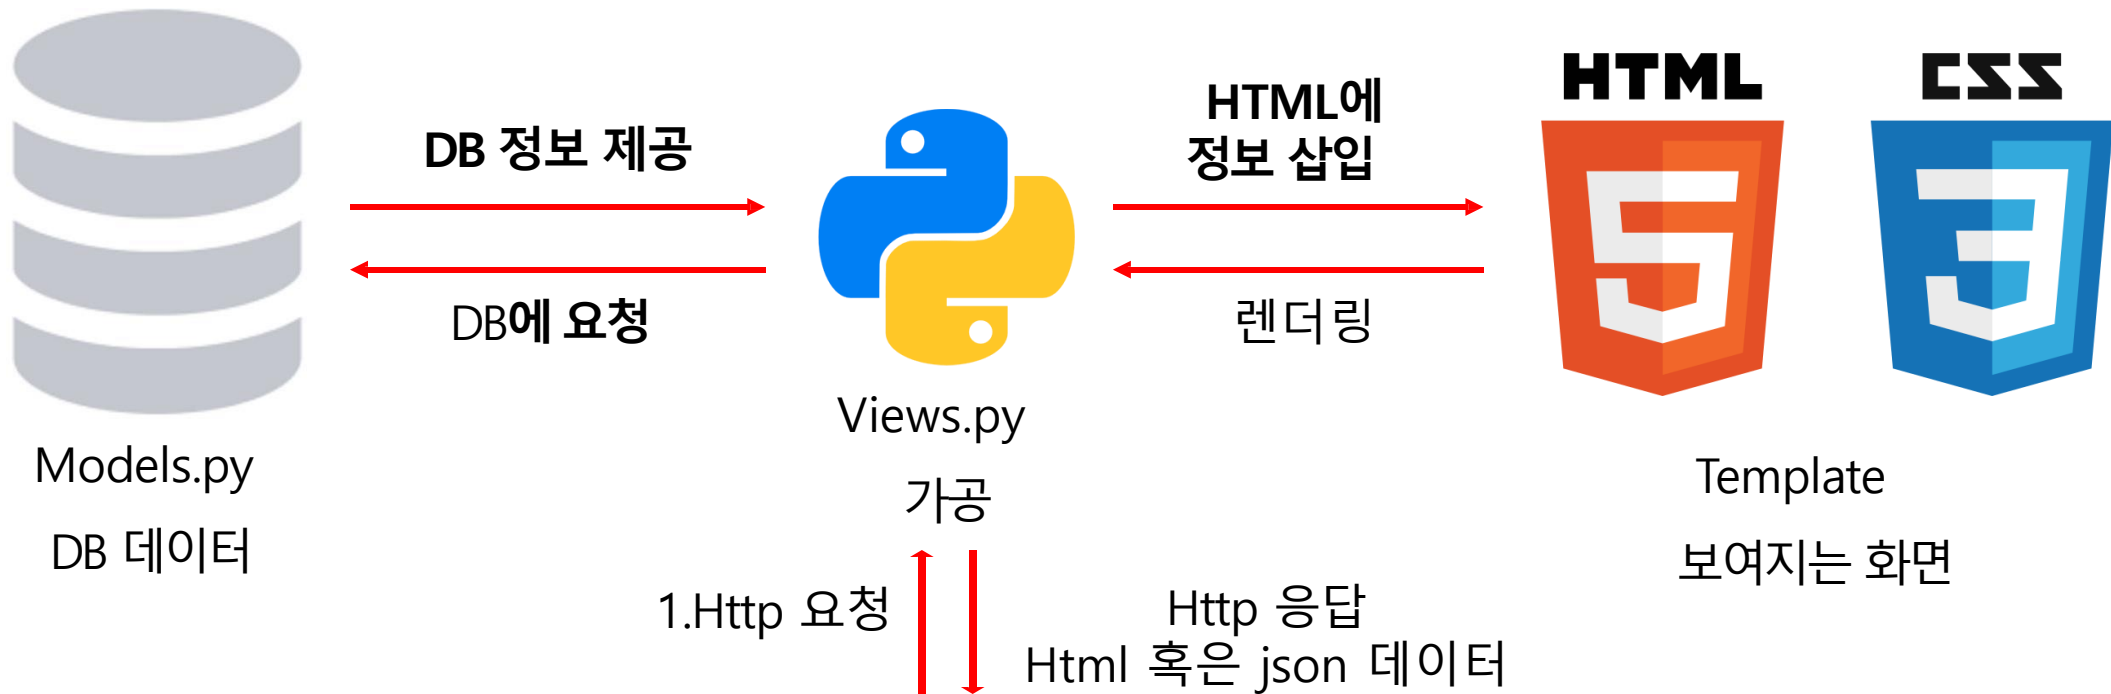 DB 정보 제공
DB에 요청
Models.py
DB 데이터
Views.py
가공
1.Http 요청
Http 응답
Html 혹은 json 데이터
HTML에
정보 삽입
렌더링
HTML
CSS
Template
보여지는 화면